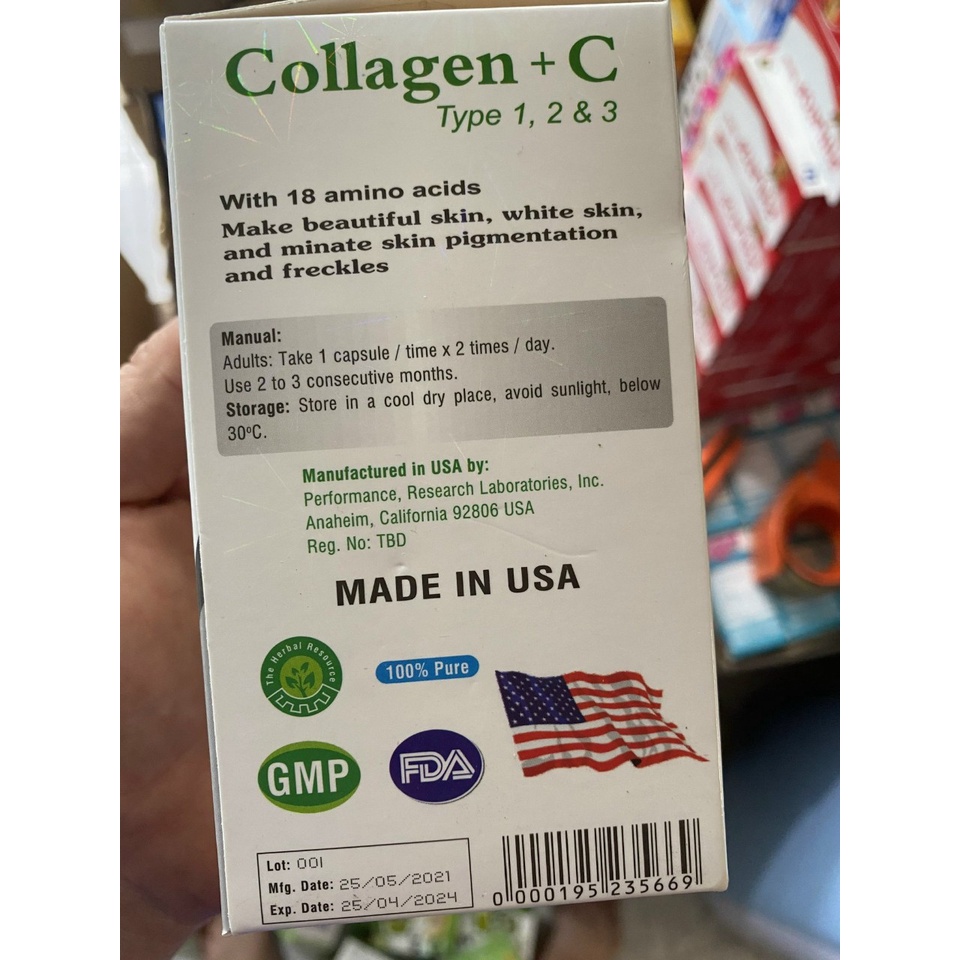 Collagen + C
Type 1, 2 & 3
With 18 amino acids
Make beautiful skin, white skin,
and minate skin pigmentation
and freckles
Manual:
Adults: Take 1 capsule / time x 2 times / day.
Use 2 to 3 consecutive months.
Storage: Store in a cool dry place, avoid sunlight, below
30ºC.
Manufactured in USA by:
Performance, Research Laboratories, Inc.
Anaheim, California 92806 USA
Reg. No: TBD
MADE IN USA
The Herbal Resource
100% Pure
GMP
FDA
Lot: 001
Mfg. Date: 25/05/2021
Exp. Date: 25/04/2024
0 000195 235669